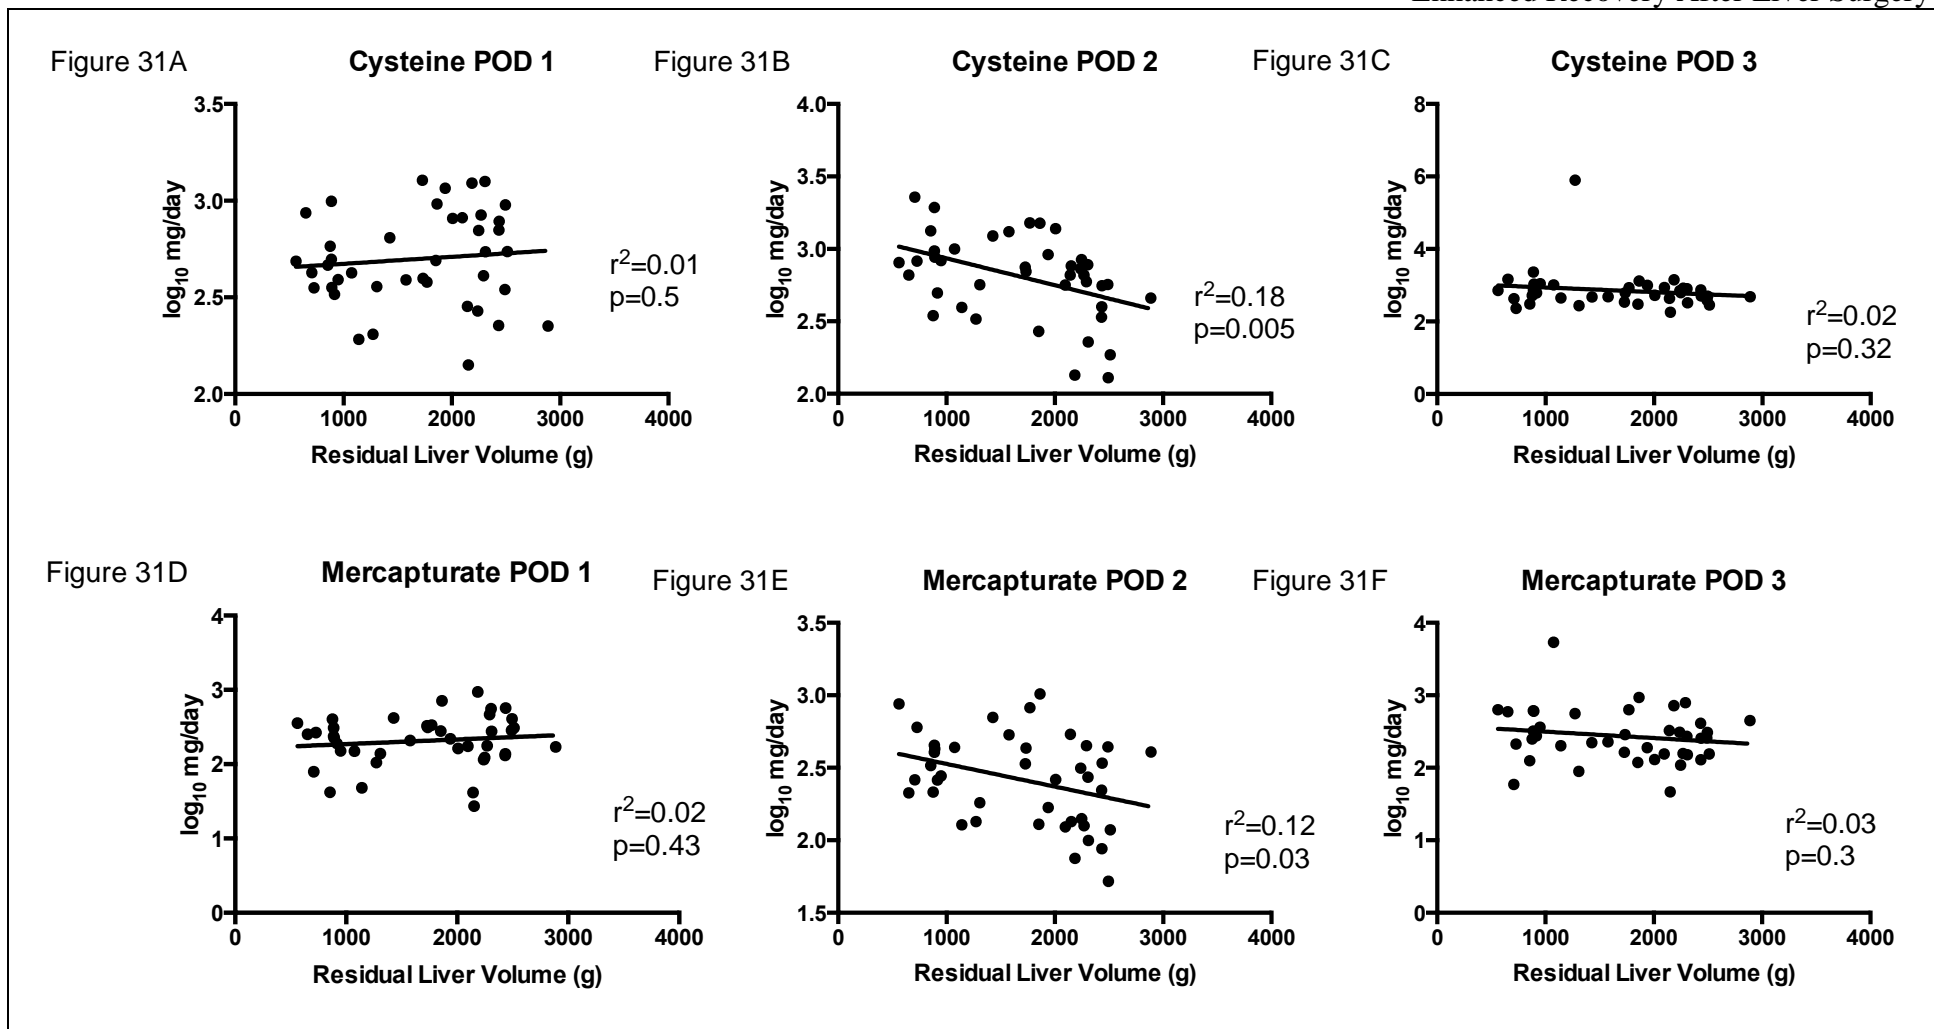 Enhanced Recovery After Liver Surgery
Figure 31A
Cysteine POD 1
3.5
3.0
2.5
2.0
log10 mg/day
r2=0.01
p=0.5
0 1000 2000 3000 4000
Residual Liver Volume (g)
Figure 31B
Cysteine POD 2
4.0
3.5
3.0
2.5
2.0
log10 mg/day
r2=0.18
p=0.005
0 1000 2000 3000 4000
Residual Liver Volume (g)
Figure 31C
Cysteine POD 3
8
6
4
2
0
log10 mg/day
r2=0.02
p=0.32
0 1000 2000 3000 4000
Residual Liver Volume (g)
Figure 31D
Mercapturate POD 1
4
3
2
1
0
log10 mg/day
r2=0.02
p=0.43
0 1000 2000 3000 4000
Residual Liver Volume (g)
Figure 31E
Mercapturate POD 2
3.5
3.0
2.5
2.0
1.5
log10 mg/day
r2=0.12
p=0.03
0 1000 2000 3000 4000
Residual Liver Volume (g)
Figure 31F
Mercapturate POD 3
4
3
2
1
0
log10 mg/day
r2=0.03
p=0.3
0 1000 2000 3000 4000
Residual Liver Volume (g)